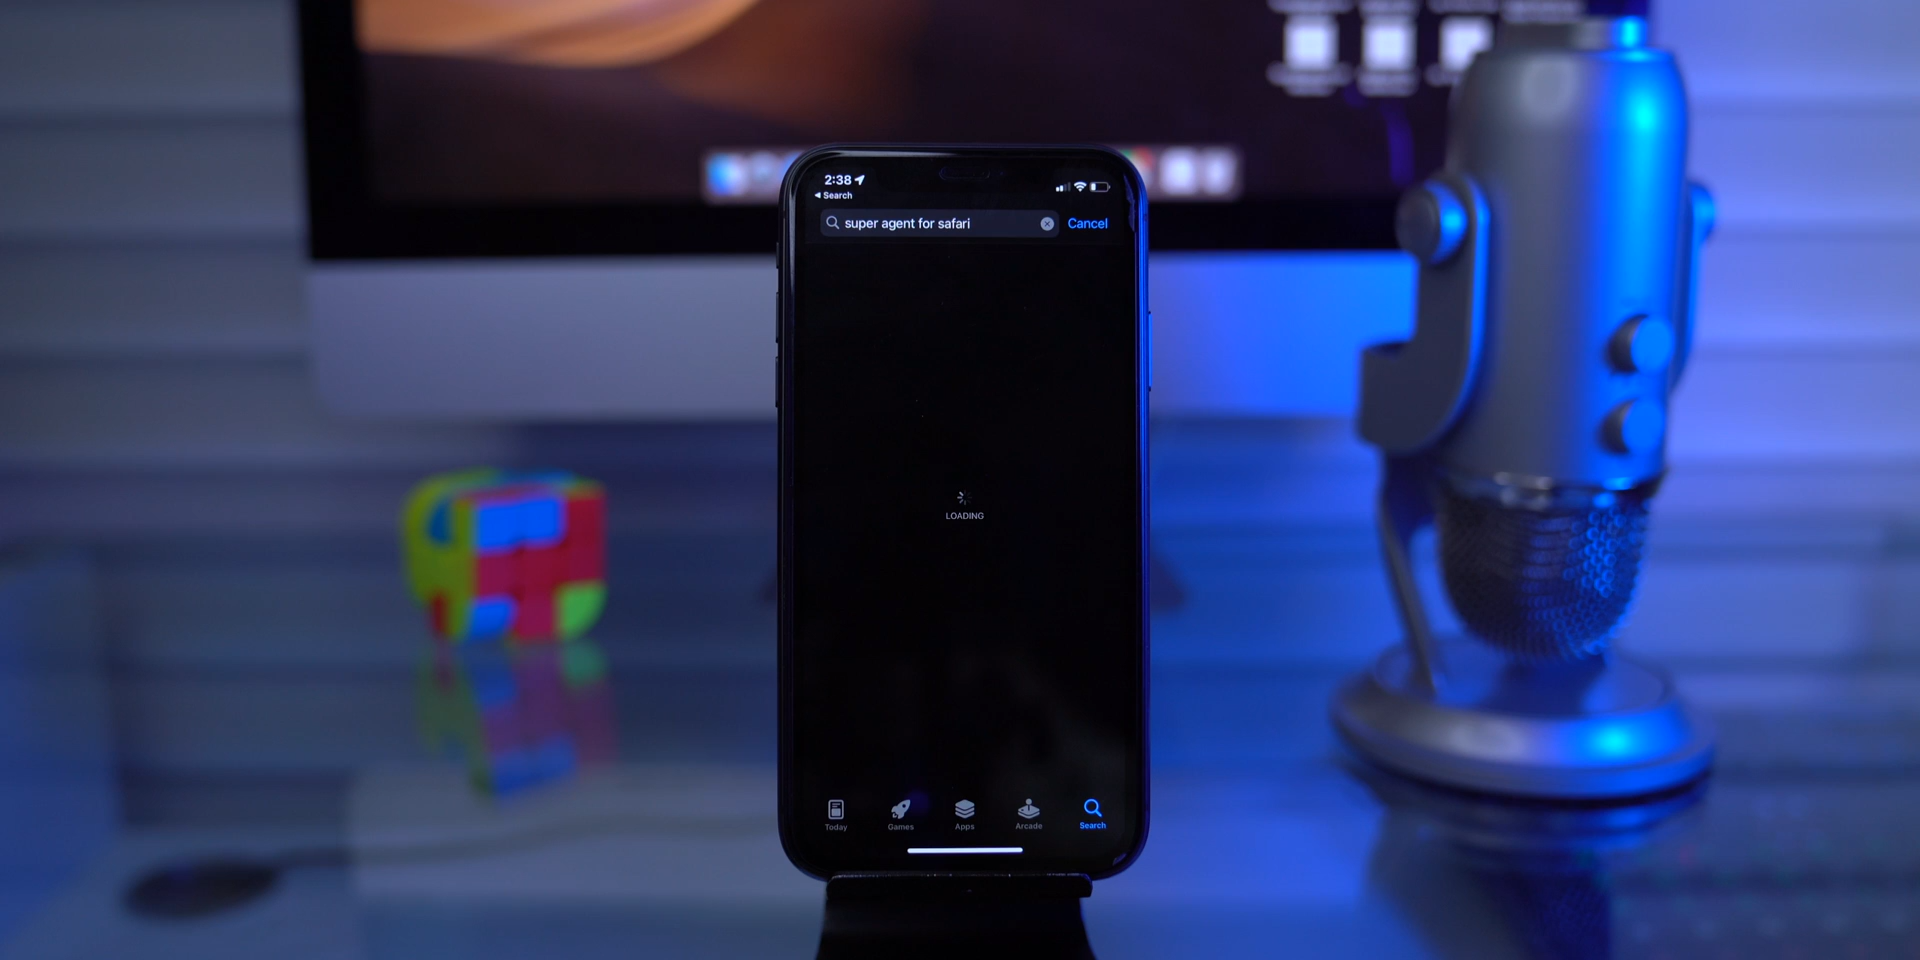 2:38
◀ Search
super agent for safari
Cancel
LOADING
Today
Games
Apps
Arcade
Search